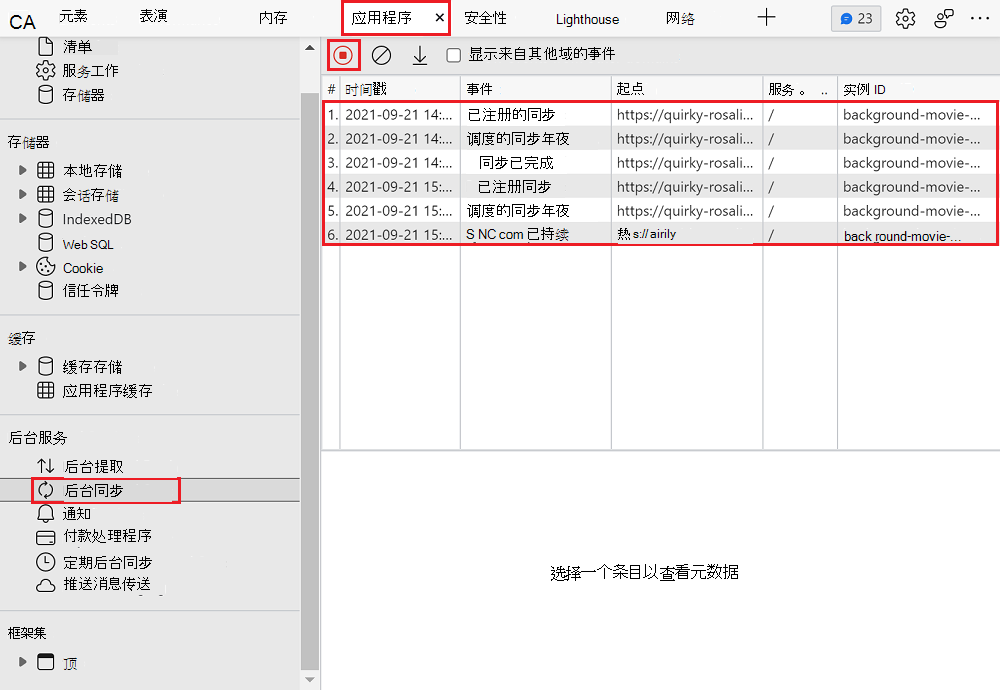 CA 元素 表演 内存 应用程序 × 安全性 Lighthouse 网络 23
清单
服务工作
存储器
存储器
本地存储
会话存储
IndexedDB
Web SQL
Cookie
信任令牌
缓存
缓存存储
应用程序缓存
后台服务
后台提取
后台同步
通知
付款处理程序
定期后台同步
推送消息传送
框架集
顶
显示来自其他域的事件
# 时间戳 事件 起点 服务 。 .. 实例 ID
1. 2021-09-21 14:... 已注册的同步 https://quirky-rosali... / background-movie-...
2. 2021-09-21 14:... 调度的同步年夜 https://quirky-rosali... / background-movie-...
3. 2021-09-21 14:... 同步已完成 https://quirky-rosali... / background-movie-...
4. 2021-09-21 15:... 已注册同步 https://quirky-rosali... / background-movie-...
5. 2021-09-21 15:... 调度的同步年夜 https://quirky-rosali... / background-movie-...
6. 2021-09-21 15:... S NC com 已持续 热 s://airily / back round-movie-...
选择一个条目以查看元数据